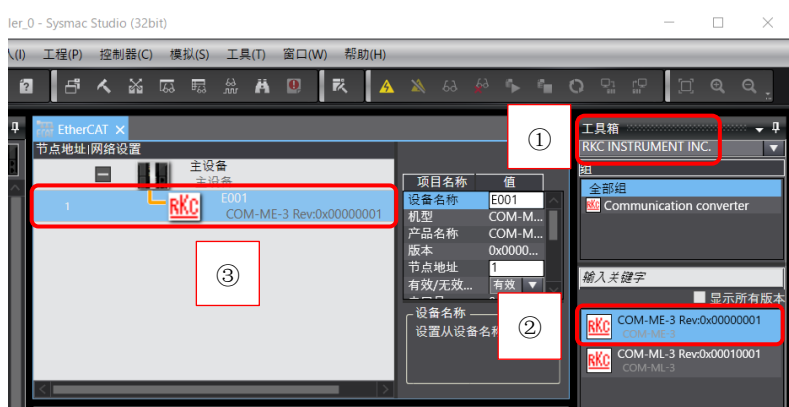 ler_0 - Sysmac Studio (32bit)
(I) 工程(P) 控制器(C) 模拟(S) 工具(T) 窗口(W) 帮助(H)
EtherCAT
节点地址|网络设置
主设备
主设备
1
E001
COM-ME-3 Rev:0x00000001
RKC
③
项目名称 值
设备名称 E001
机型 COM-M...
产品名称 COM-M...
版本 0x0000...
节点地址 1
有效/无效... 有效
设备名称
设置从设备名
①
②
工具箱
RKC INSTRUMENT INC.
组
全部组
RKC Communication converter
输入关键字
显示所有版本
RKC COM-ME-3 Rev:0x00000001
COM-ME-3
RKC COM-ML-3 Rev:0x00010001
COM-ML-3